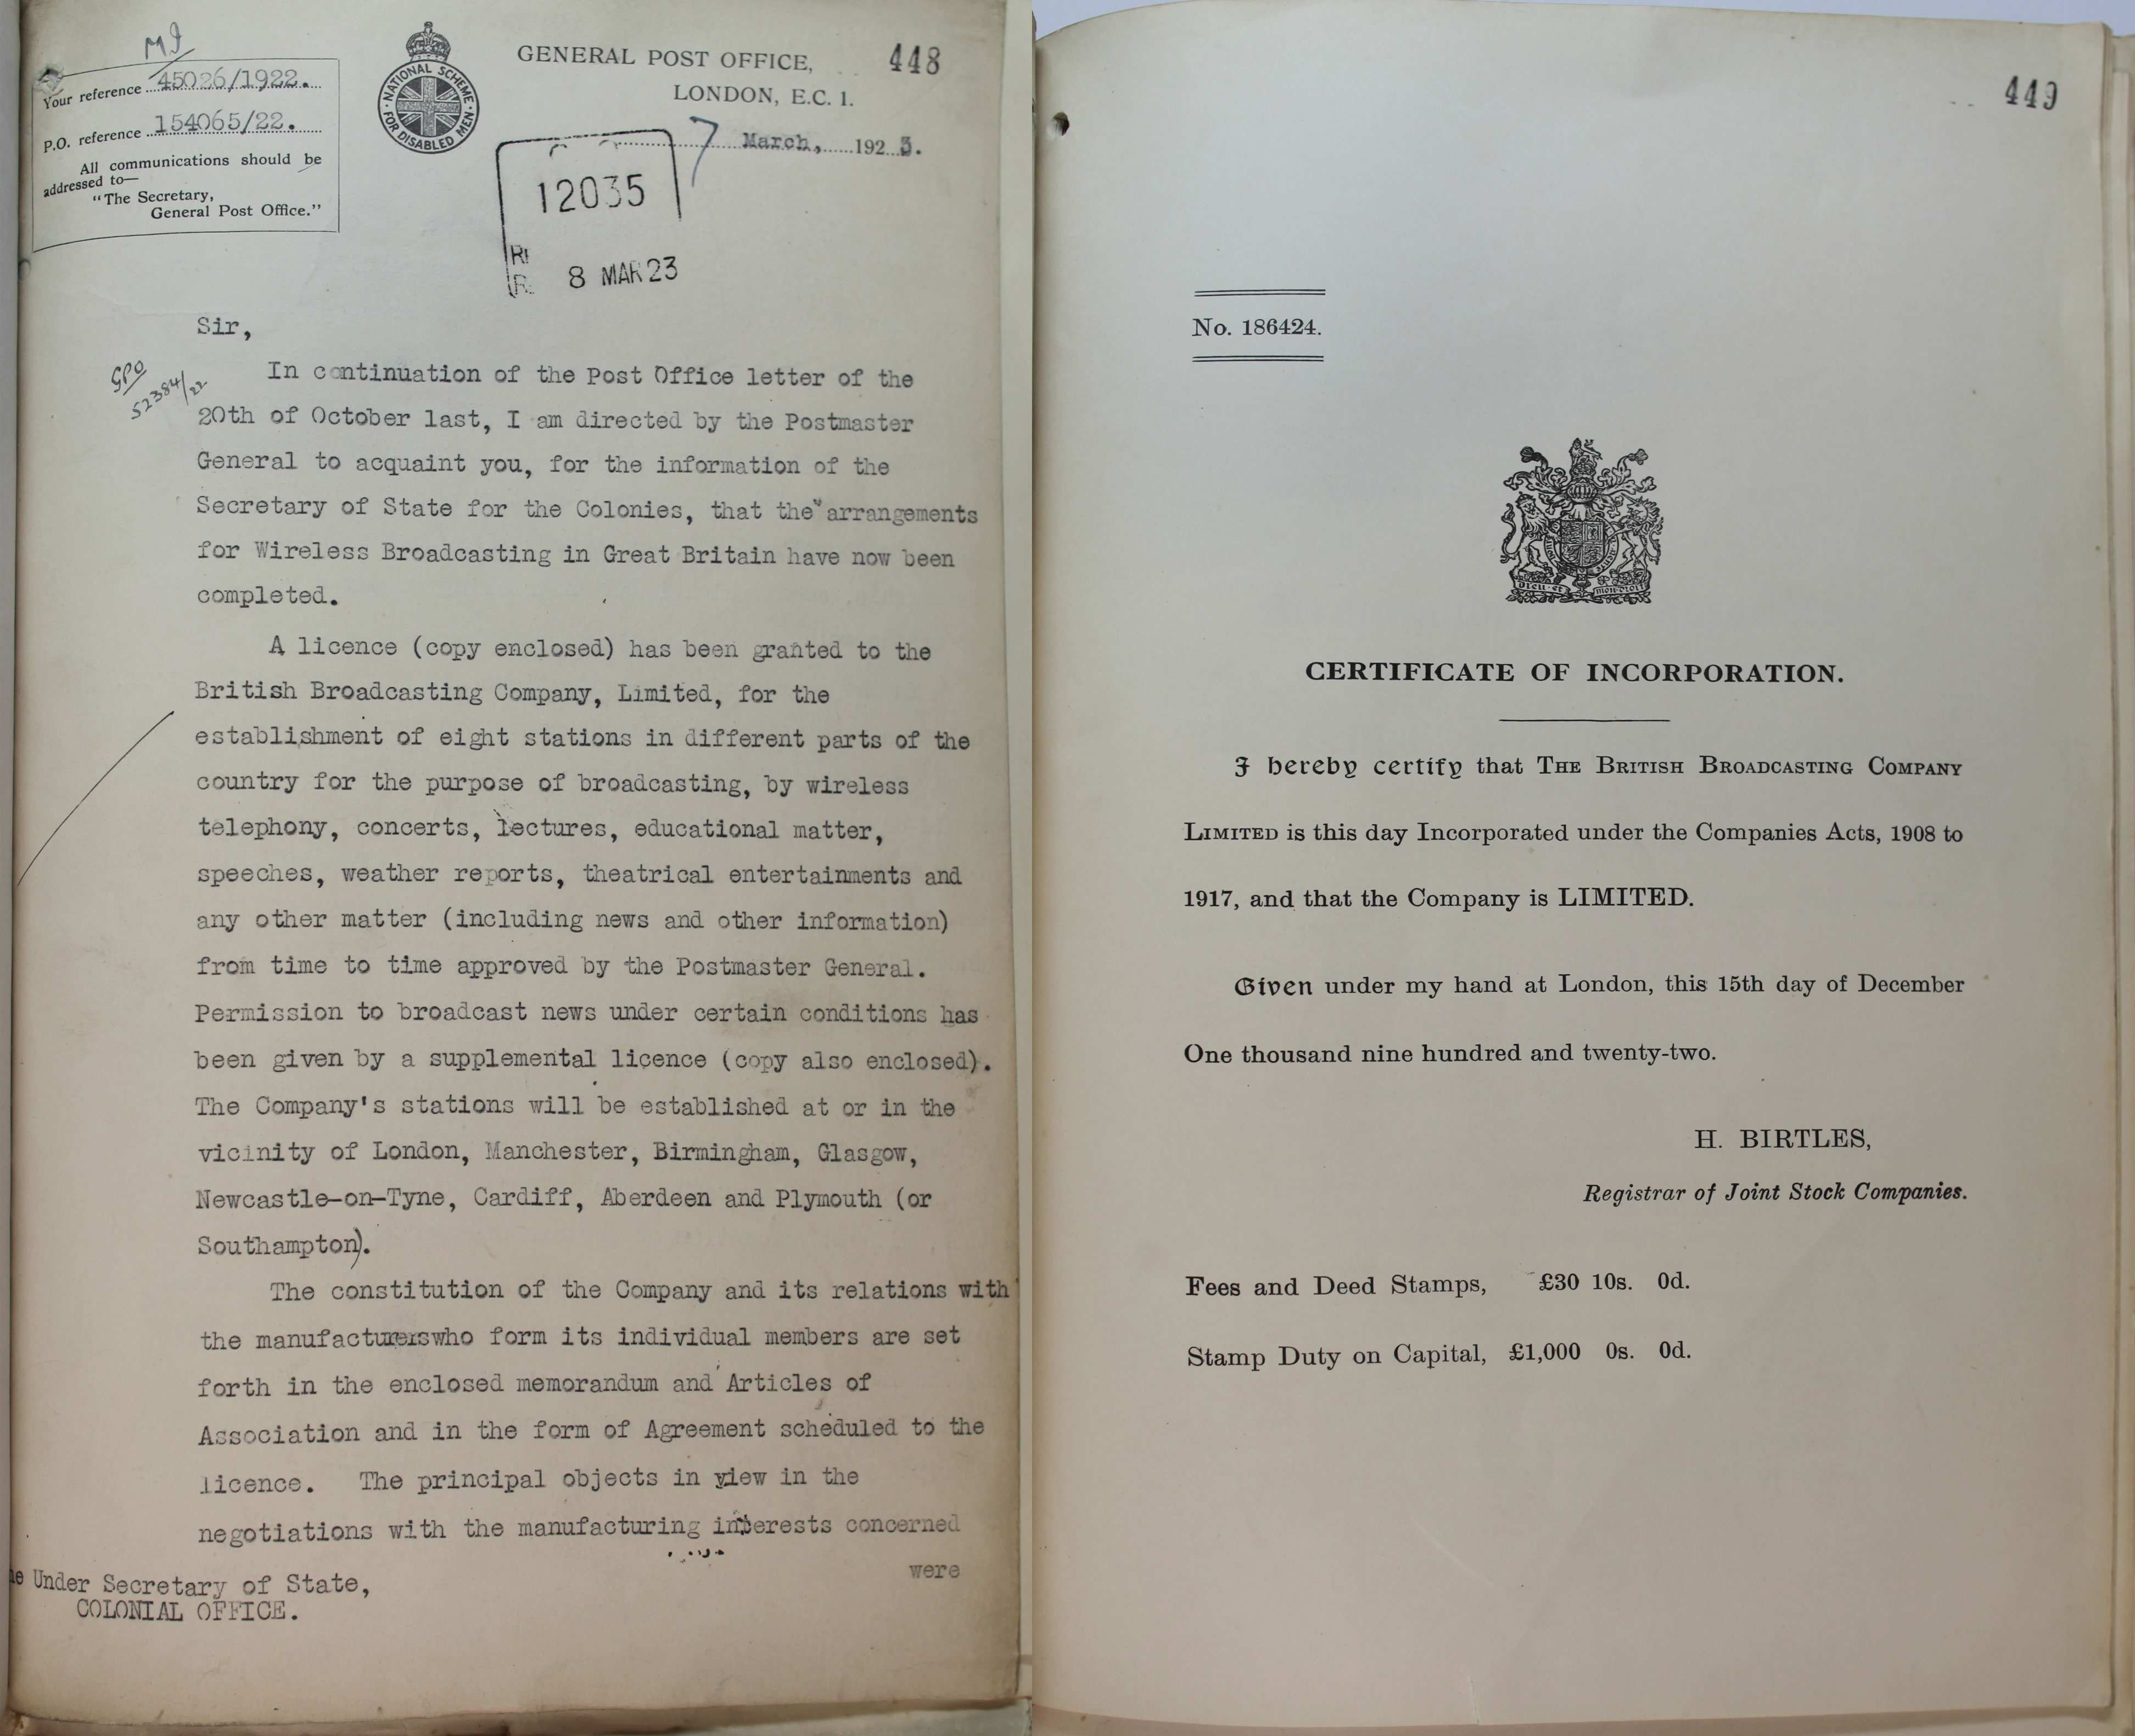 MI
Your reference 45026/1922.
P.O. reference 154065/22.
All communications should be
addressed to—
"The Secretary,
General Post Office."
NATIONAL SCHEME
FOR DISABLED MEN
GENERAL POST OFFICE,
448
LONDON, E.C. 1.
7 March, 1923.
12035
8 MAR 23
Sir,
GPO
52384/22
In continuation of the Post Office letter of the
20th of October last, I am directed by the Postmaster
General to acquaint you, for the information of the
Secretary of State for the Colonies, that the arrangements
for Wireless Broadcasting in Great Britain have now been
completed.
A licence (copy enclosed) has been granted to the
British Broadcasting Company, Limited, for the
establishment of eight stations in different parts of the
country for the purpose of broadcasting, by wireless
telephony, concerts, lectures, educational matter,
speeches, weather reports, theatrical entertainments and
any other matter (including news and other information)
from time to time approved by the Postmaster General.
Permission to broadcast news under certain conditions has
been given by a supplemental licence (copy also enclosed).
The Company's stations will be established at or in the
vicinity of London, Manchester, Birmingham, Glasgow,
Newcastle-on-Tyne, Cardiff, Aberdeen and Plymouth (or
Southampton).
The constitution of the Company and its relations with
the manufacturers who form its individual members are set
forth in the enclosed memorandum and Articles of
Association and in the form of Agreement scheduled to the
licence. The principal objects in view in the
negotiations with the manufacturing interests concerned
were
Under Secretary of State,
COLONIAL OFFICE.
449
No. 186424.
DIEU ET MON DROIT
CERTIFICATE OF INCORPORATION.
I hereby certify that THE BRITISH BROADCASTING COMPANY
LIMITED is this day Incorporated under the Companies Acts, 1908 to
1917, and that the Company is LIMITED.
Given under my hand at London, this 15th day of December
One thousand nine hundred and twenty-two.
H. BIRTLES,
Registrar of Joint Stock Companies.
Fees and Deed Stamps, £30 10s. 0d.
Stamp Duty on Capital, £1,000 0s. 0d.